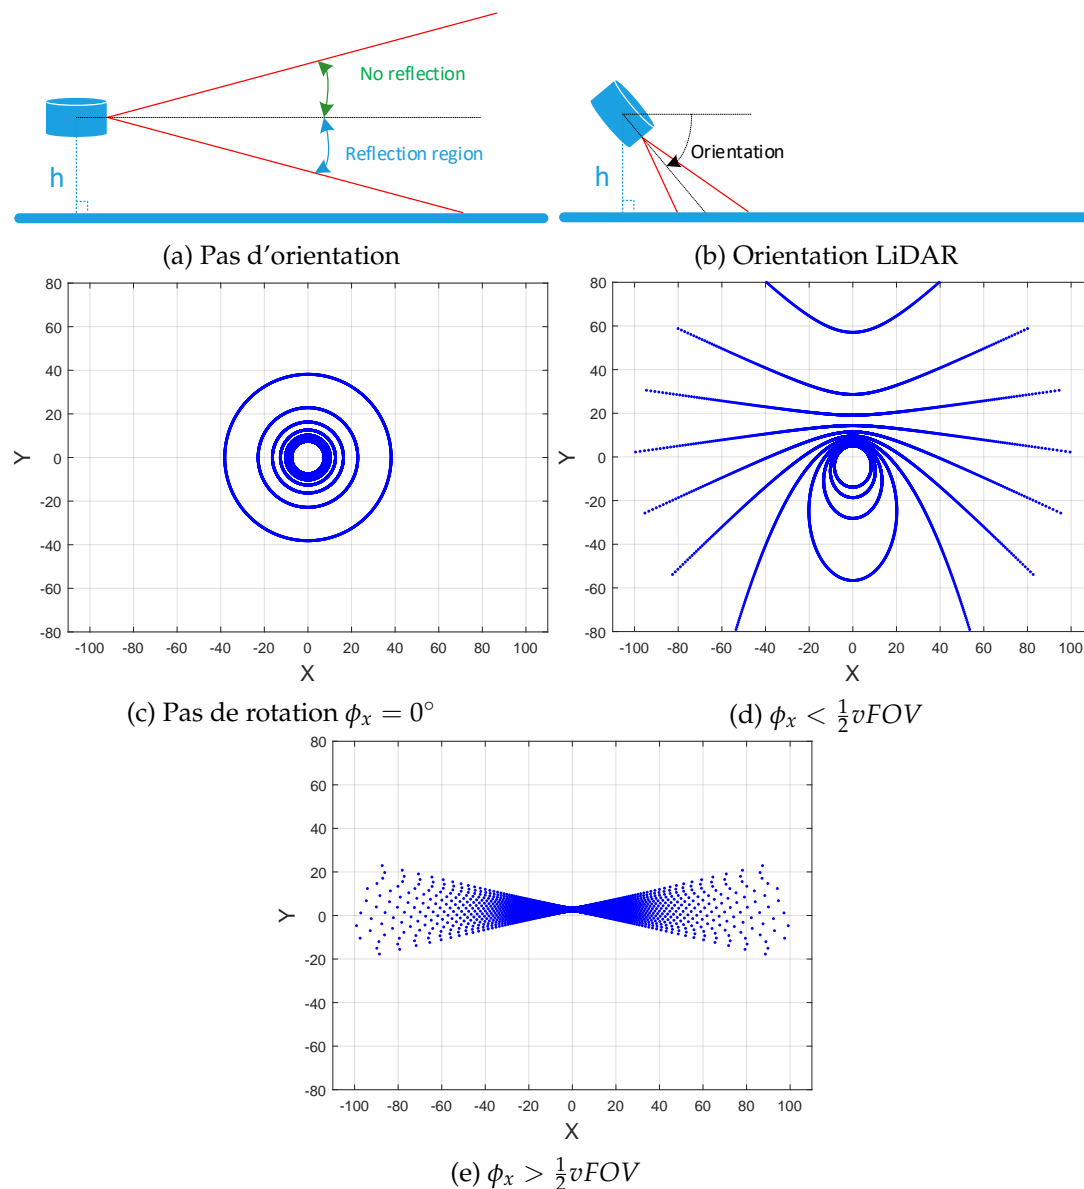 No reflection
Reflection region
h
Orientation
h
(a) Pas d'orientation
(b) Orientation LiDAR
80
60
40
20
0
-20
-40
-60
-80
Y
-100 -80 -60 -40 -20 0 20 40 60 80 100
X
80
60
40
20
0
-20
-40
-60
-80
Y
-100 -80 -60 -40 -20 0 20 40 60 80 100
X
(c) Pas de rotation ϕx = 0°
(d) ϕx < 1/2 vFOV
80
60
40
20
0
-20
-40
-60
-80
Y
-100 -80 -60 -40 -20 0 20 40 60 80 100
X
(e) ϕx > 1/2 vFOV